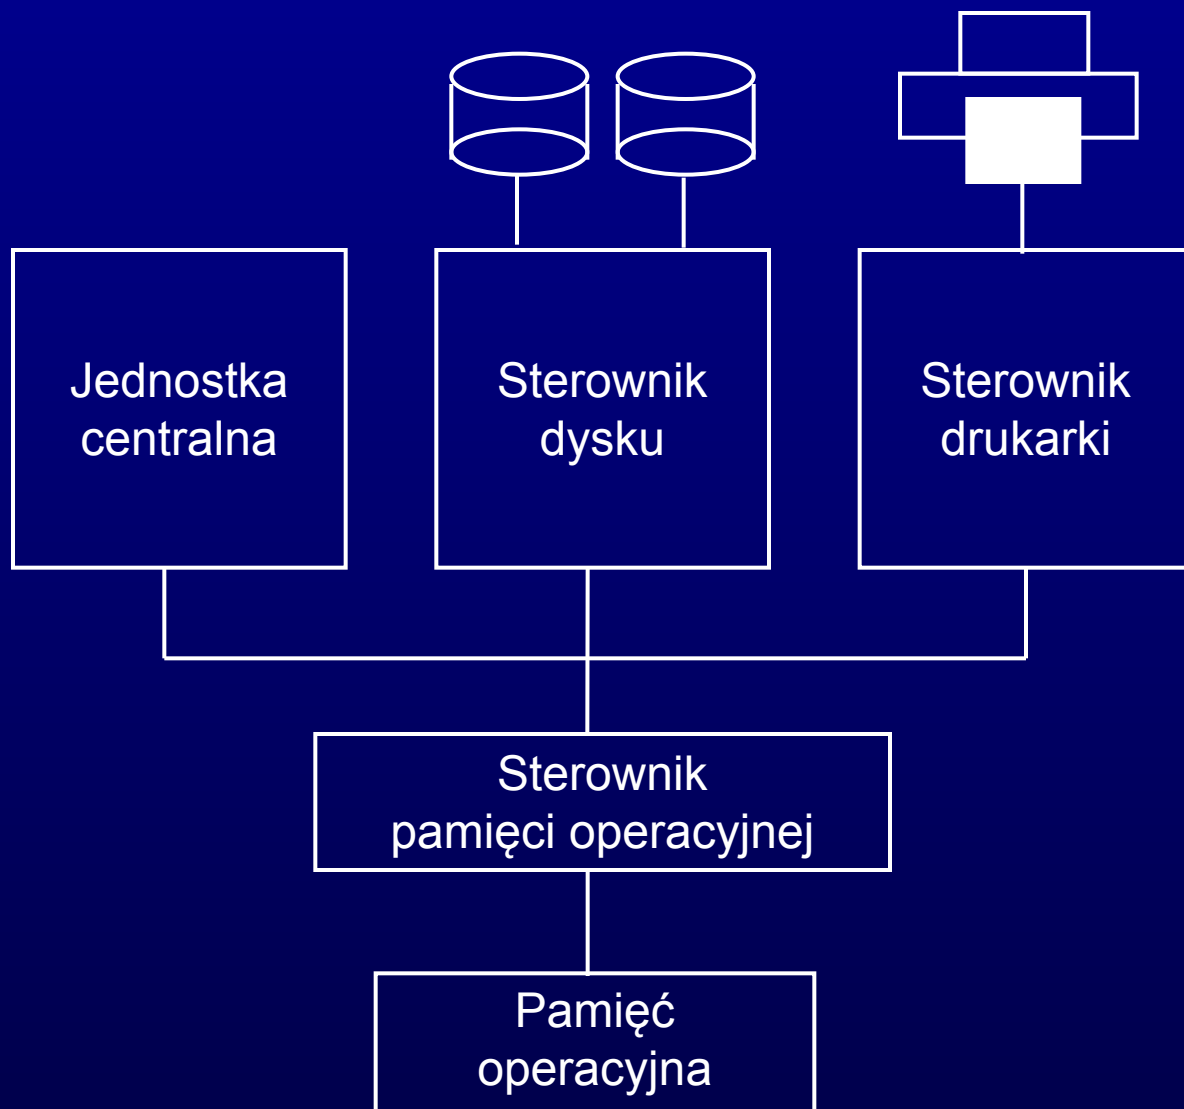 Jednostka
centralna
Sterownik
dysku
Sterownik
drukarki
Sterownik
pamięci operacyjnej
Pamięć
operacyjna